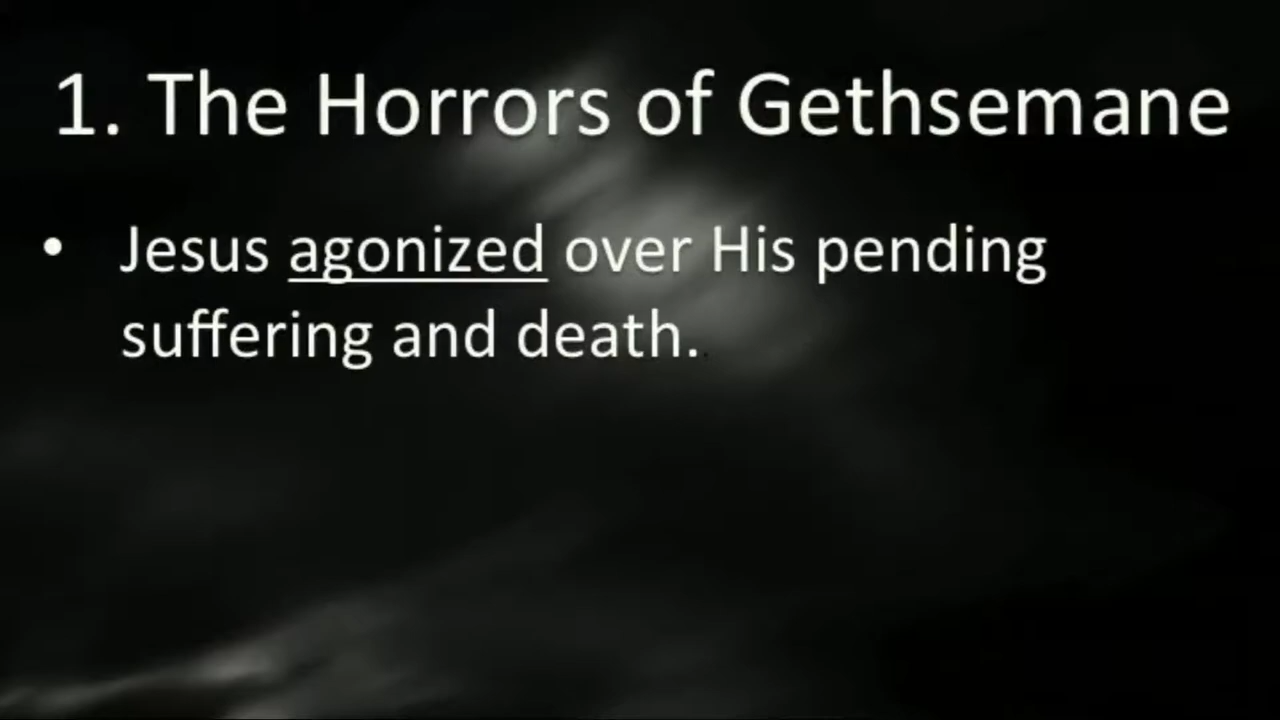 1. The Horrors of Gethsemane
• Jesus agonized over His pending
suffering and death.